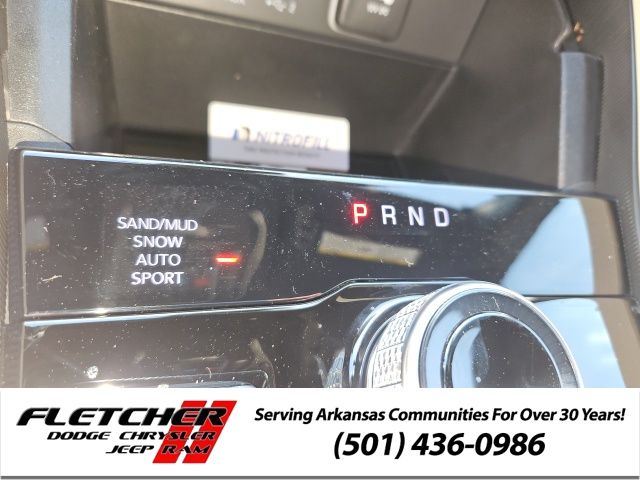 NITROFILL
P R N D
SAND/MUD
SNOW
AUTO
SPORT
FLETCHER
DODGE CHRYSLER
JEEP RAM
Serving Arkansas Communities For Over 30 Years!
(501) 436-0986